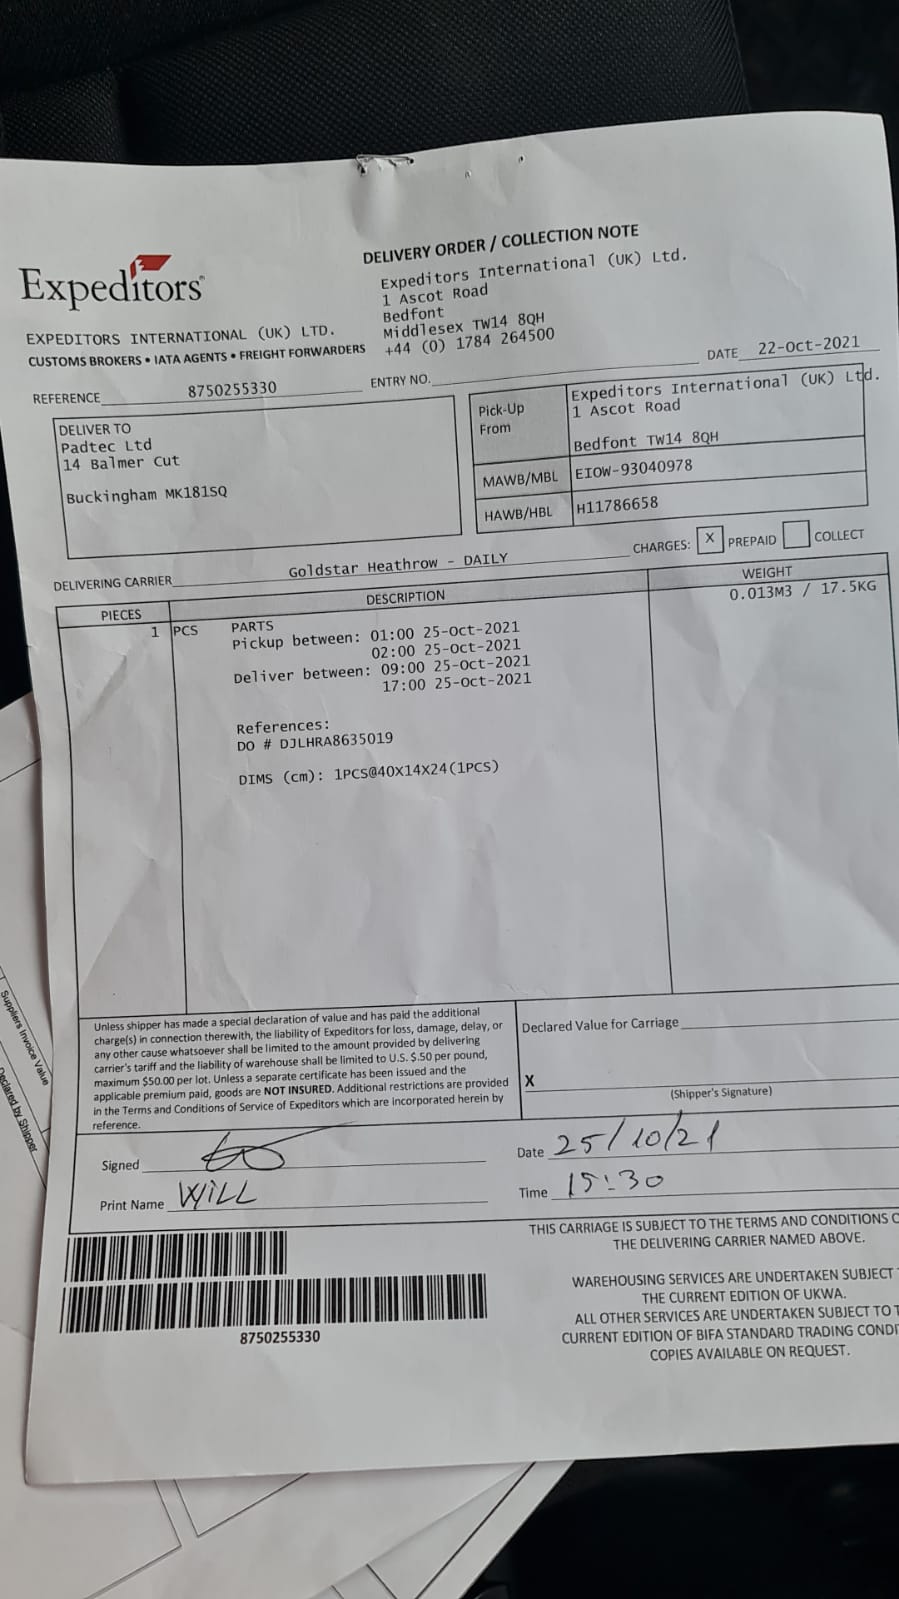 DELIVERY ORDER / COLLECTION NOTE
Expeditors
EXPEDITORS INTERNATIONAL (UK) LTD.
CUSTOMS BROKERS • IATA AGENTS • FREIGHT FORWARDERS
Expeditors International (UK) Ltd.
1 Ascot Road
Bedfont
Middlesex TW14 8QH
+44 (0) 1784 264500
DATE 22-Oct-2021
REFERENCE 8750255330
ENTRY NO.
DELIVER TO
Padtec Ltd
14 Balmer Cut
Buckingham MK181SQ
Pick-Up From
Expeditors International (UK) Ltd.
1 Ascot Road
Bedfont TW14 8QH
MAWB/MBL EIOW-93040978
HAWB/HBL H11786658
CHARGES: X PREPAID COLLECT
DELIVERING CARRIER Goldstar Heathrow - DAILY
PIECES DESCRIPTION WEIGHT
1 PCS PARTS 0.013M3 / 17.5KG
Pickup between: 01:00 25-Oct-2021
02:00 25-Oct-2021
Deliver between: 09:00 25-Oct-2021
17:00 25-Oct-2021
References:
DO # DJLHRA8635019
DIMS (cm): 1PCS@40X14X24(1PCS)
Unless shipper has made a special declaration of value and has paid the additional
charge(s) in connection therewith, the liability of Expeditors for loss, damage, delay, or
any other cause whatsoever shall be limited to the amount provided by delivering
carrier's tariff and the liability of warehouse shall be limited to U.S. $.50 per pound,
maximum $50.00 per lot. Unless a separate certificate has been issued and the
applicable premium paid, goods are NOT INSURED. Additional restrictions are provided
in the Terms and Conditions of Service of Expeditors which are incorporated herein by
reference.
Declared Value for Carriage
X
(Shipper's Signature)
Signed
Date 25/10/21
Print Name WILL
Time 15:30
THIS CARRIAGE IS SUBJECT TO THE TERMS AND CONDITIONS O
THE DELIVERING CARRIER NAMED ABOVE.
WAREHOUSING SERVICES ARE UNDERTAKEN SUBJECT
THE CURRENT EDITION OF UKWA.
ALL OTHER SERVICES ARE UNDERTAKEN SUBJECT TO T
CURRENT EDITION OF BIFA STANDARD TRADING CONDI
COPIES AVAILABLE ON REQUEST.
8750255330
Suppliers Invoice Value
Declared by Shipper